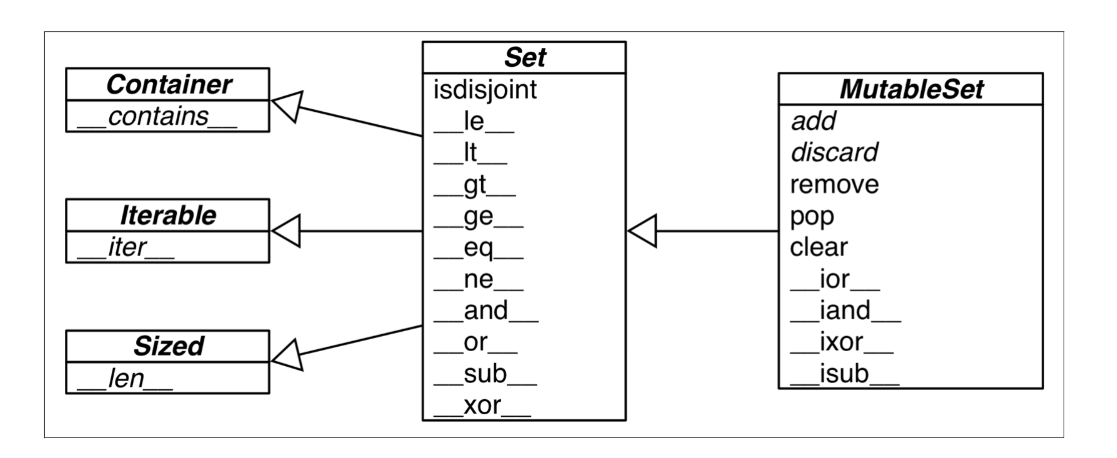 Container
__contains__
Iterable
__iter__
Sized
__len__
Set
isdisjoint
__le__
__lt__
__gt__
__ge__
__eq__
__ne__
__and__
__or__
__sub__
__xor__
MutableSet
add
discard
remove
pop
clear
__ior__
__iand__
__ixor__
__isub__